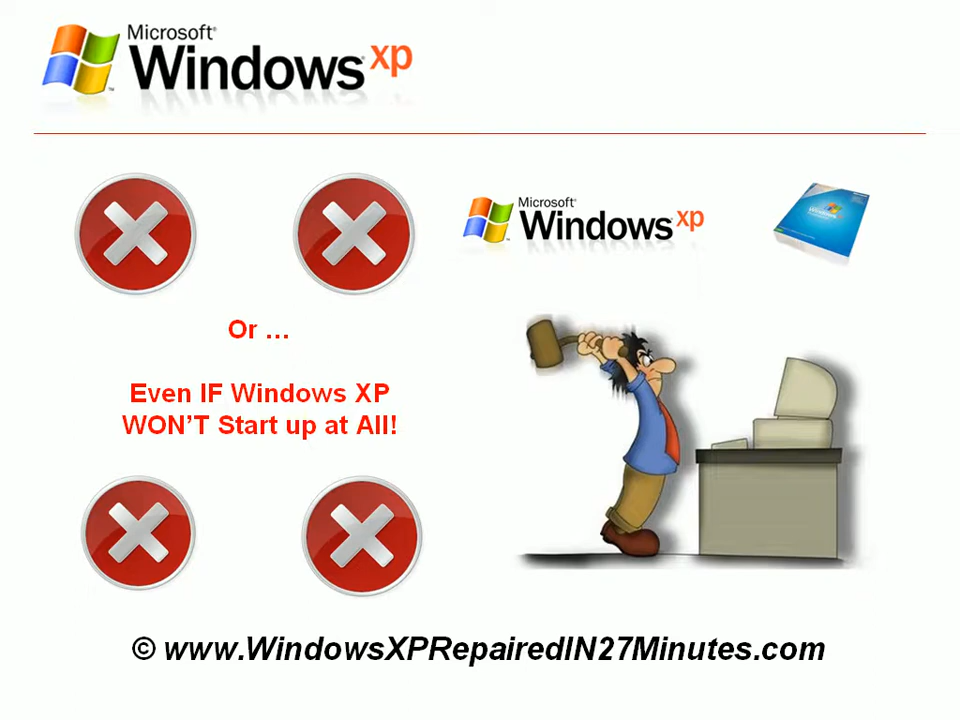 Microsoft®
Windows xp
Microsoft®
Windows xp
Windows
Or ...
Even IF Windows XP
WON'T Start up at All!
© www.WindowsXPRepairedIN27Minutes.com